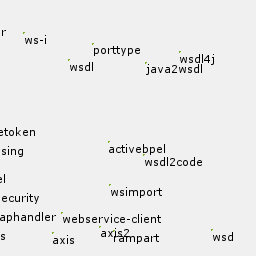 r
ws-i
porttype
wsdl
wsdl4j
java2wsdl
etoken
sing
activebpel
wsdl2code
el
wsimport
ecurity
aphandler
webservice-client
axis2
rampart
s
axis
wsd